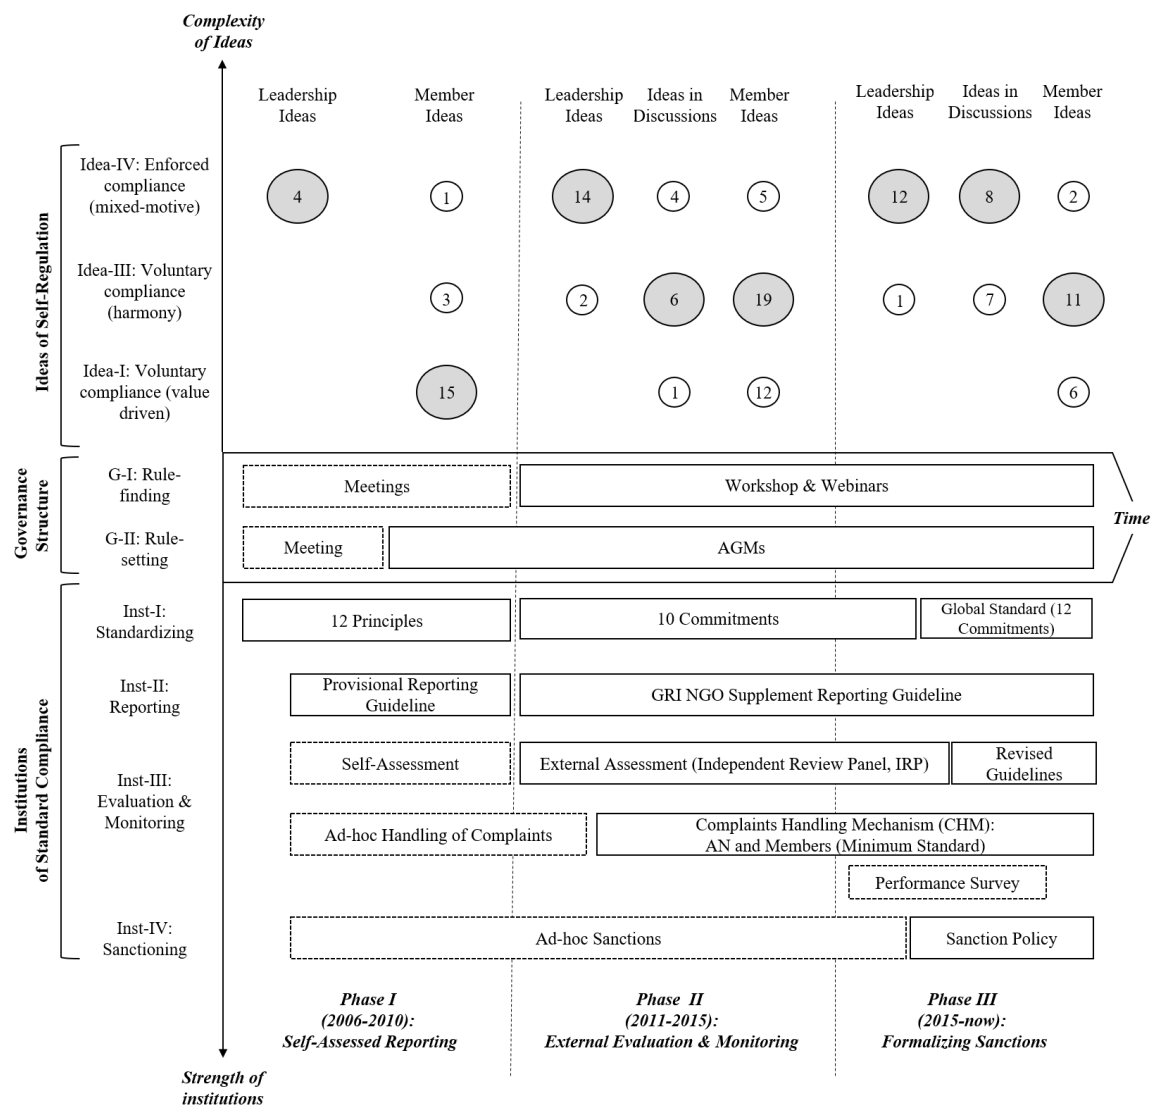 Complexity
of Ideas
Leadership
Ideas
Member
Ideas
Leadership
Ideas
Ideas in
Discussions
Member
Ideas
Leadership
Ideas
Ideas in
Discussions
Member
Ideas
Ideas of Self-Regulation
Idea-IV: Enforced
compliance
(mixed-motive)
4
1
14
4
5
12
8
2
Idea-III: Voluntary
compliance
(harmony)
3
2
6
19
1
7
11
Idea-I: Voluntary
compliance (value
driven)
15
1
12
6
Governance
Structure
G-I: Rule-
finding
Meetings
Workshop & Webinars
Time
G-II: Rule-
setting
Meeting
AGMs
Institutions
of Standard Compliance
Inst-I:
Standardizing
12 Principles
10 Commitments
Global Standard (12
Commitments)
Inst-II:
Reporting
Provisional Reporting
Guideline
GRI NGO Supplement Reporting Guideline
Inst-III:
Evaluation &
Monitoring
Self-Assessment
External Assessment (Independent Review Panel, IRP)
Revised
Guidelines
Ad-hoc Handling of Complaints
Complaints Handling Mechanism (CHM):
AN and Members (Minimum Standard)
Performance Survey
Inst-IV:
Sanctioning
Ad-hoc Sanctions
Sanction Policy
Phase I
(2006-2010):
Self-Assessed Reporting
Phase II
(2011-2015):
External Evaluation & Monitoring
Phase III
(2015-now):
Formalizing Sanctions
Strength of
institutions